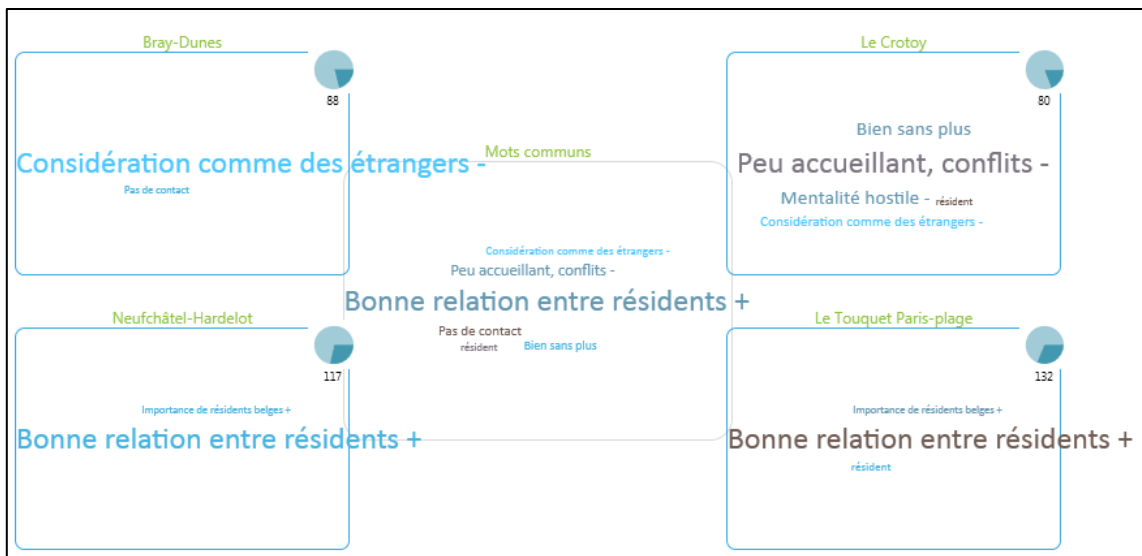 Bray-Dunes
88
Considération comme des étrangers -
Pas de contact
Le Crotoy
80
Bien sans plus
Peu accueillant, conflits -
Mentalité hostile - résident
Considération comme des étrangers -
Mots communs
Considération comme des étrangers -
Peu accueillant, conflits -
Bonne relation entre résidents +
Pas de contact
résident Bien sans plus
Neufchâtel-Hardelot
117
Importance de résidents belges +
Bonne relation entre résidents +
Le Touquet Paris-plage
132
Importance de résidents belges +
Bonne relation entre résidents +
résident